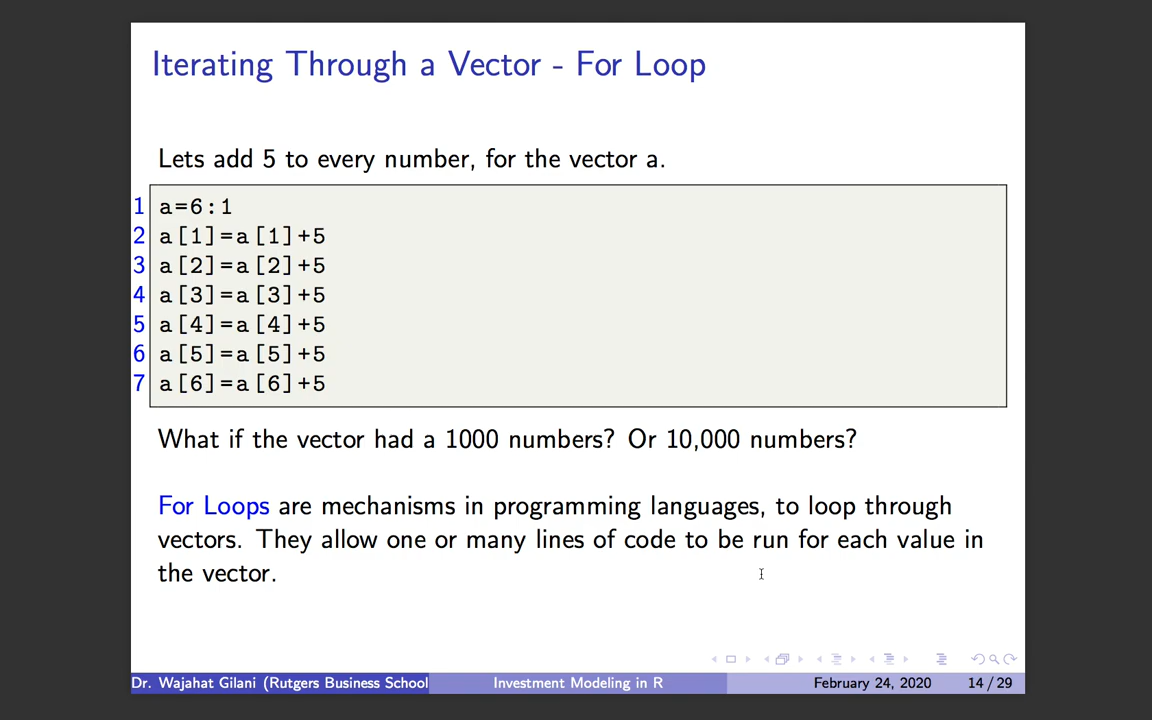 Iterating Through a Vector - For Loop
Lets add 5 to every number, for the vector a.
1 a=6:1
2 a[1]=a[1]+5
3 a[2]=a[2]+5
4 a[3]=a[3]+5
5 a[4]=a[4]+5
6 a[5]=a[5]+5
7 a[6]=a[6]+5
What if the vector had a 1000 numbers? Or 10,000 numbers?
For Loops are mechanisms in programming languages, to loop through
vectors. They allow one or many lines of code to be run for each value in
the vector.
Dr. Wajahat Gilani (Rutgers Business School Investment Modeling in R February 24, 2020 14 / 29